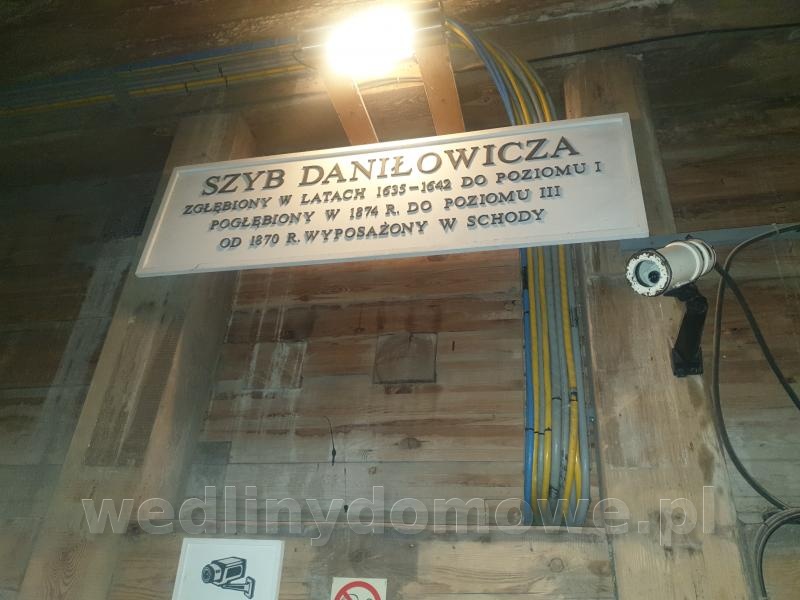 SZYB DANIŁOWICZA
ZGŁĘBIONY W LATACH 1635-1642 DO POZIOMU I
POGŁĘBIONY W 1874 R. DO POZIOMU III
OD 1870 R. WYPOSAŻONY W SCHODY
wedlinydomowe.pl